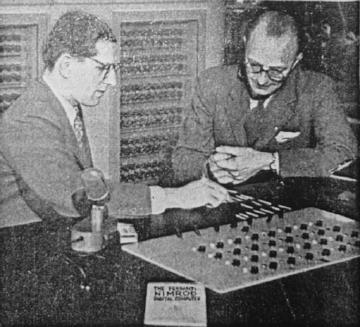 THE FERRANTI
NIMROD
DIGITAL COMPUTER